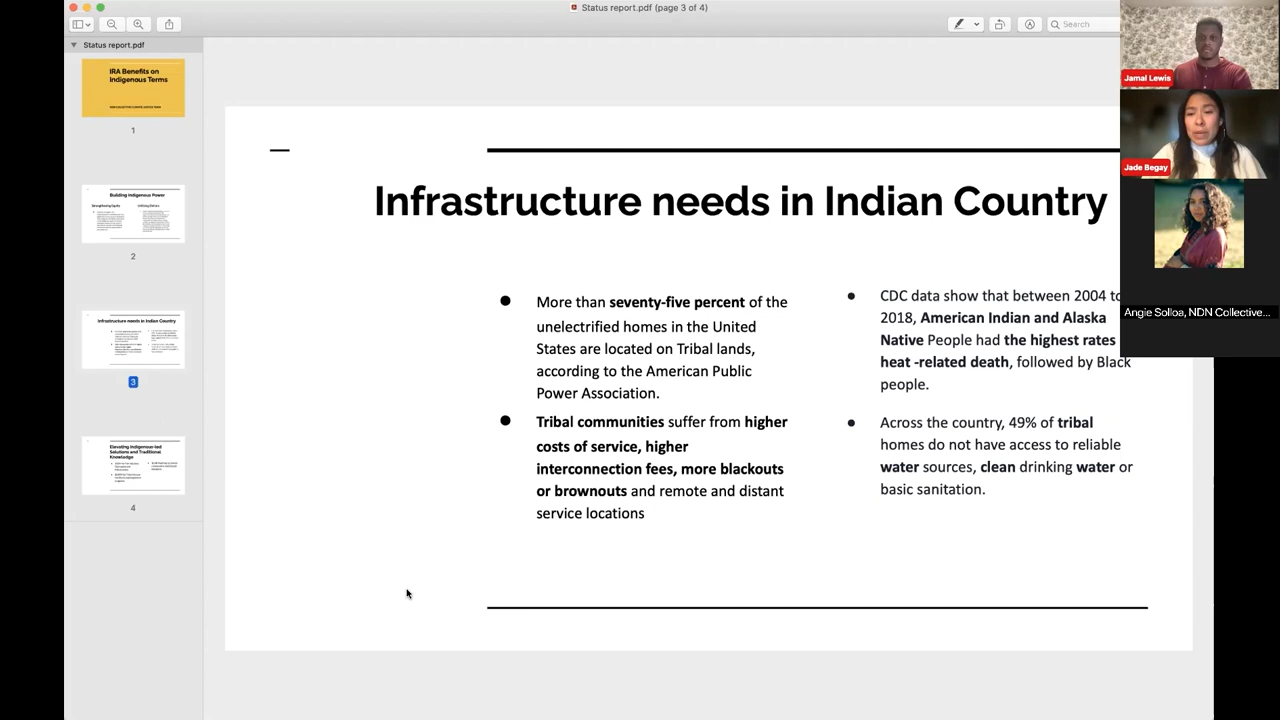 Status report.pdf (page 3 of 4)
Search
Status report.pdf
IRA Benefits on
Indigenous Terms
1
Building Indigenous Power
Strengthening Equity
2
Infrastructure needs in Indian Country
3
Elevating Indigenous-led
Solutions and Traditional
Knowledge
4
Infrastructure needs in Indian Country
● More than seventy-five percent of the
unelectrified homes in the United
States are located on Tribal lands,
according to the American Public
Power Association.
● Tribal communities suffer from higher
costs of service, higher
interconnection fees, more blackouts
or brownouts and remote and distant
service locations
● CDC data show that between 2004 to
2018, American Indian and Alaska
Native People had the highest rates
heat -related death, followed by Black
people.
● Across the country, 49% of tribal
homes do not have access to reliable
water sources, clean drinking water or
basic sanitation.
Jamal Lewis
Jade Begay
Angie Solloa, NDN Collective...